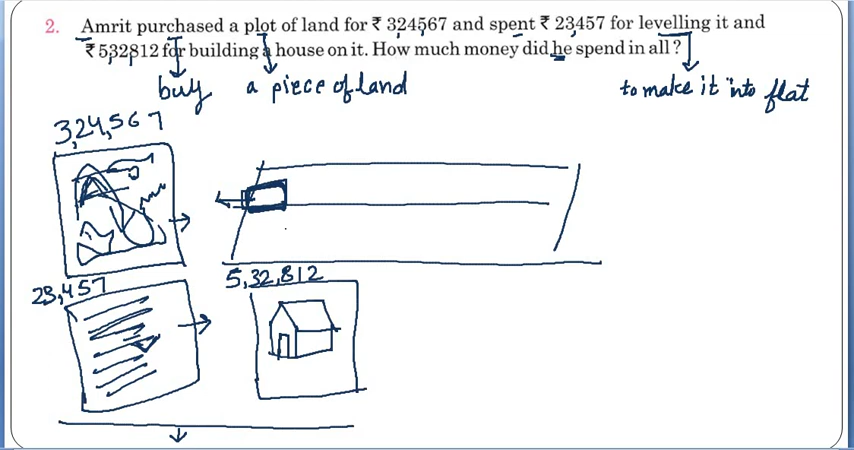 2. Amrit purchased a plot of land for ₹ 324567 and spent ₹ 23457 for levelling it and
₹ 532812 for building a house on it. How much money did he spend in all?
buy a piece of land to make it into flat
3,24,567
23,457 5,32,812